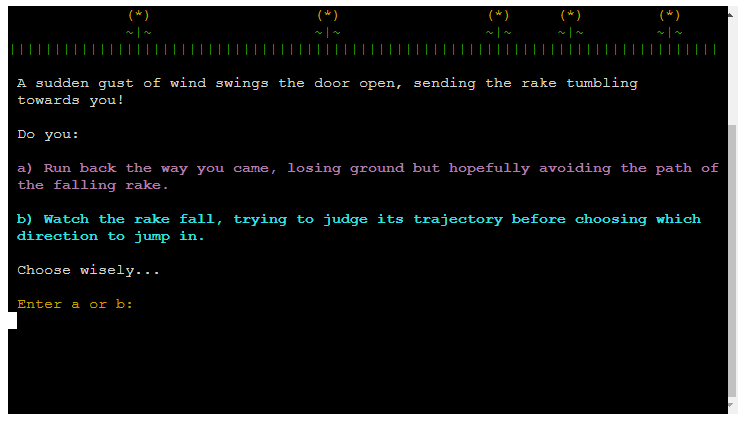 (*) (*) (*) (*) (*)
~|~ ~|~ ~|~ ~|~ ~|~
|||||||||||||||||||||||||||||||||||||||||||||||||||||||||||||||||||||||||||||||
A sudden gust of wind swings the door open, sending the rake tumbling
towards you!
Do you:
a) Run back the way you came, losing ground but hopefully avoiding the path of
the falling rake.
b) Watch the rake fall, trying to judge its trajectory before choosing which
direction to jump in.
Choose wisely...
Enter a or b: